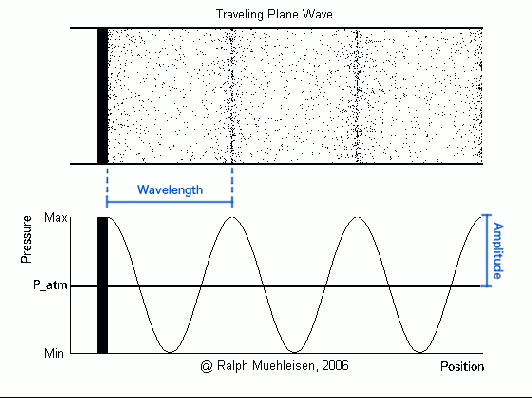 Traveling Plane Wave
Wavelength
Pressure
Max
P_atm
Min
Amplitude
@ Ralph Muehleisen, 2006
Position